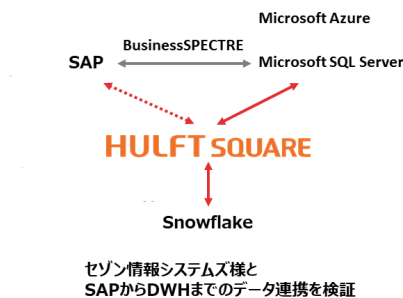 Microsoft Azure
BusinessSPECTRE
SAP
Microsoft SQL Server
HULFT SQUARE
Snowflake
セゾン情報システムズ様と
SAPからDWHまでのデータ連携を検証